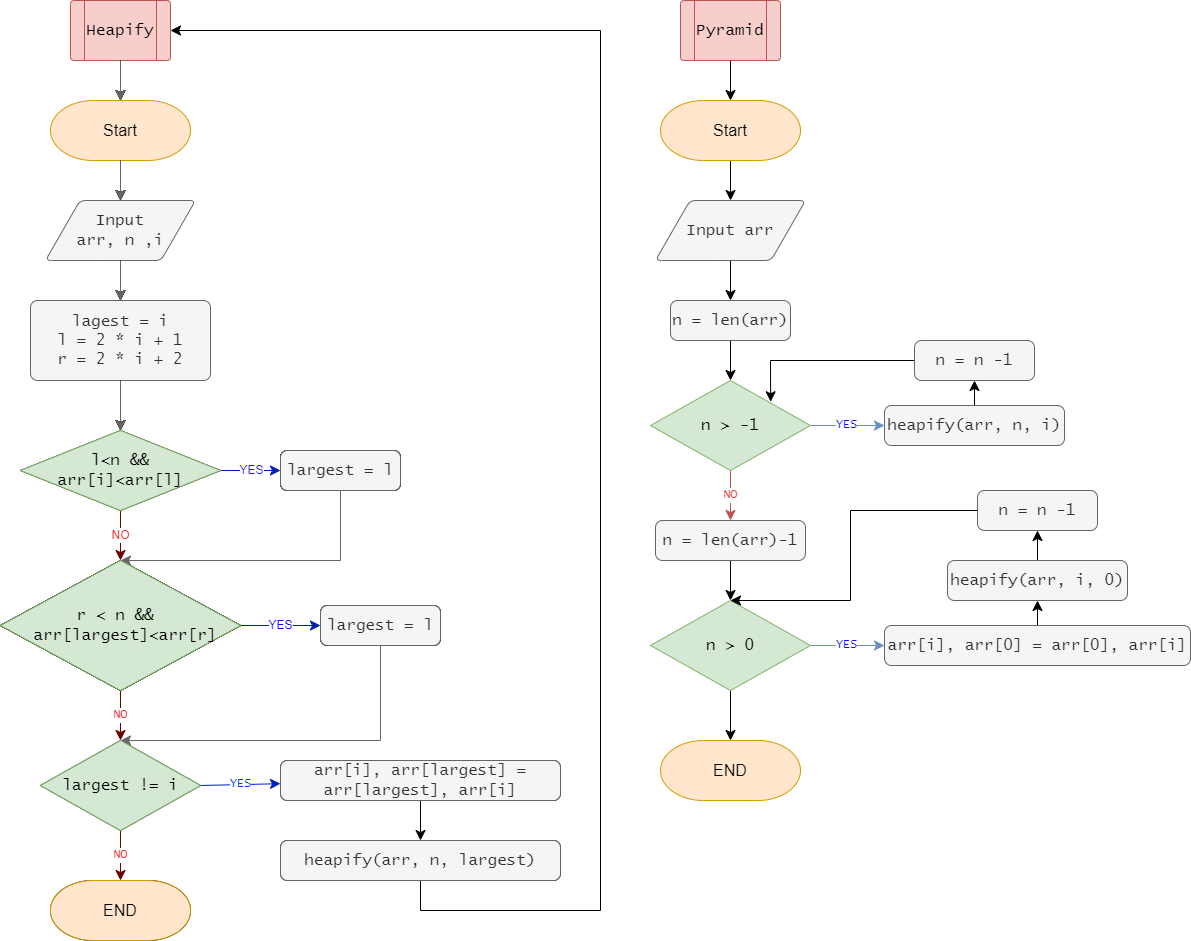 Heapify
Start
Input
arr, n ,i
lagest = i
l = 2 * i + 1
r = 2 * i + 2
l<n &&
arr[i]<arr[l]
YES
largest = l
NO
r < n &&
arr[largest]<arr[r]
YES
largest = l
NO
largest != i
YES
arr[i], arr[largest] =
arr[largest], arr[i]
heapify(arr, n, largest)
NO
END
Pyramid
Start
Input arr
n = len(arr)
n > -1
YES
heapify(arr, n, i)
n = n -1
NO
n = len(arr)-1
n > 0
YES
arr[i], arr[0] = arr[0], arr[i]
heapify(arr, i, 0)
n = n -1
END